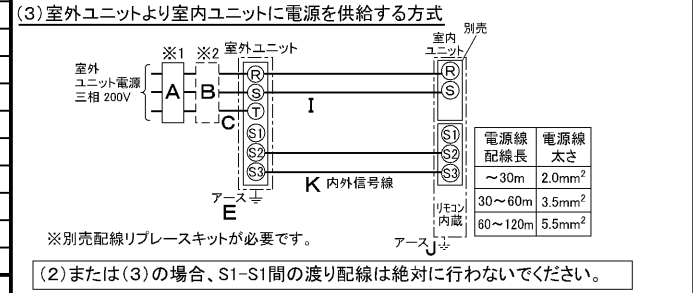 (3)室外ユニットより室内ユニットに電源を供給する方式
別売
※1 ※2 室外ユニット
室内
ユニット
室外
ユニット電源
三相 200V
A B
C
R
S
T
S1
S2
S3
I
R
S
S1
S2
S3
K 内外信号線
アース
E
リモコン
内蔵
アース J
電源線
配線長
電源線
太さ
～30m 2.0mm²
30～60m 3.5mm²
60～120m 5.5mm²
※別売配線リプレースキットが必要です。
(2)または(3)の場合、S1-S1間の渡り配線は絶対に行わないでください。